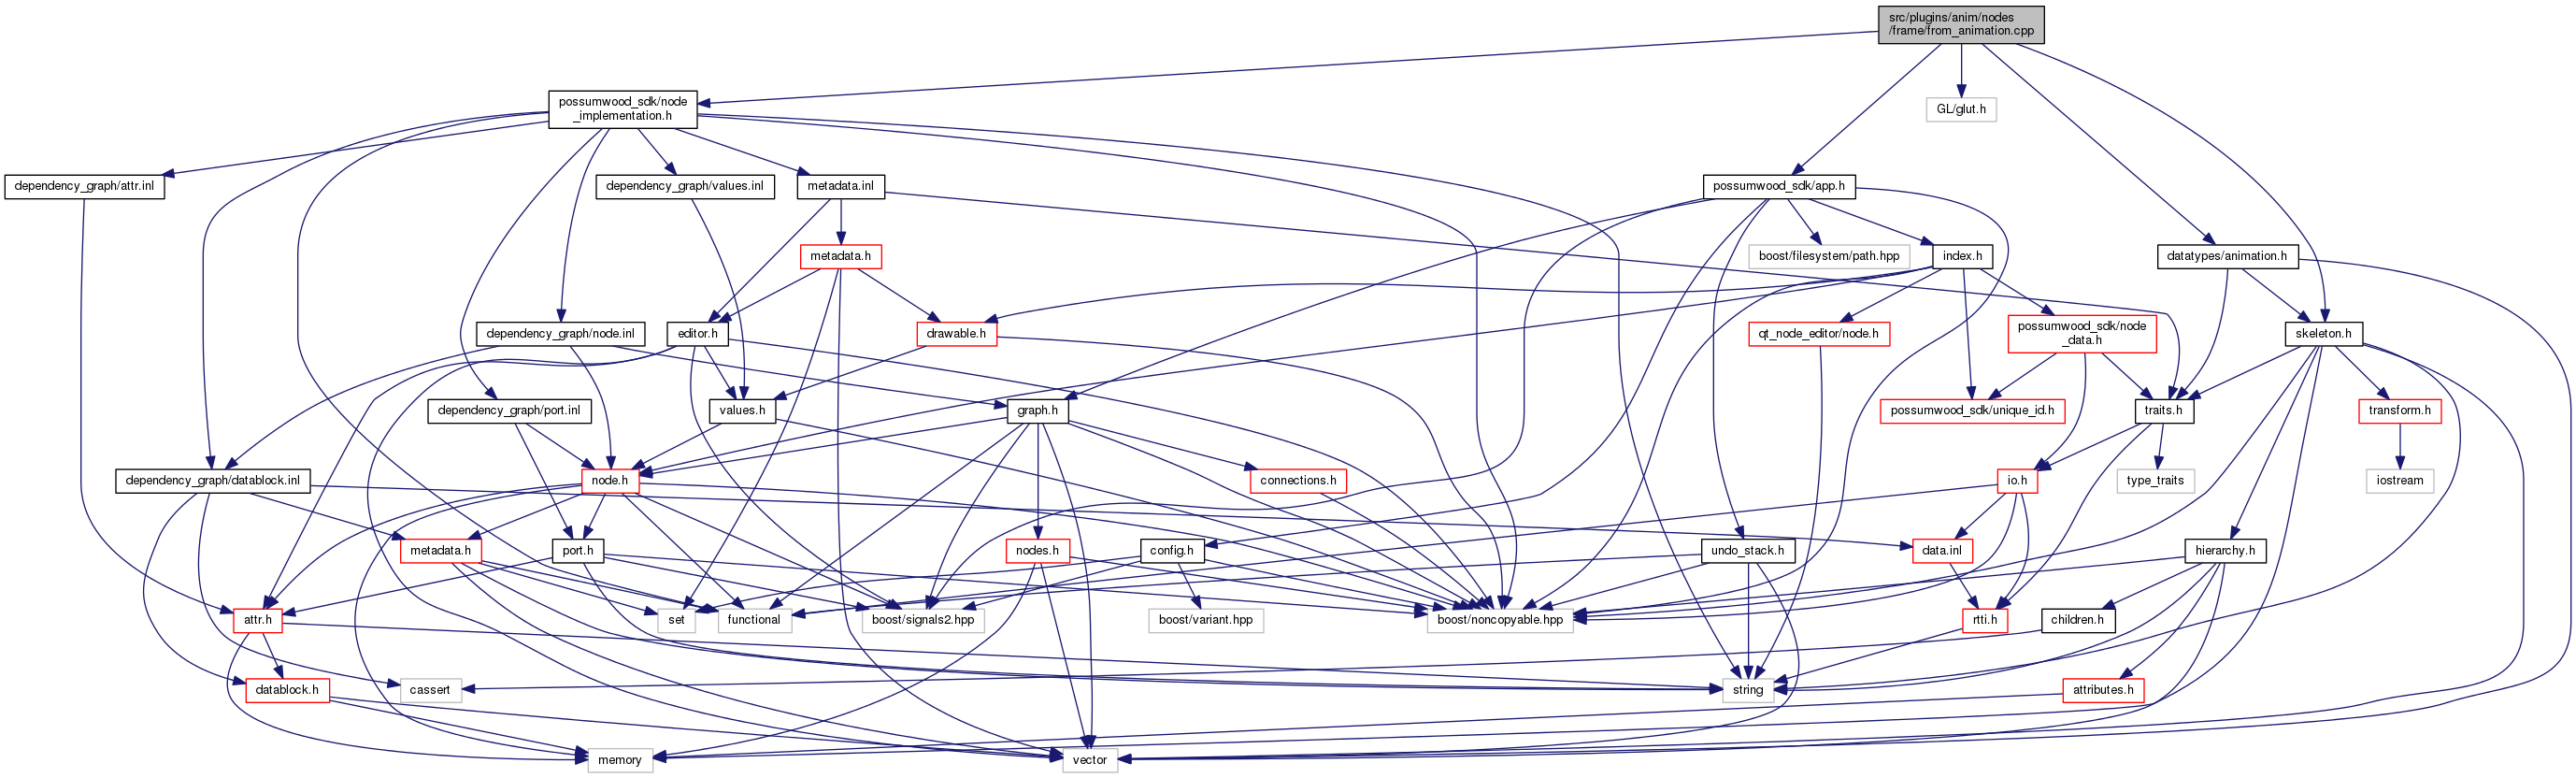 src/plugins/anim/nodes
/frame/from_animation.cpp
possumwood_sdk/node
_implementation.h
GL/glut.h
dependency_graph/attr.inl
dependency_graph/values.inl
metadata.inl
possumwood_sdk/app.h
metadata.h
boost/filesystem/path.hpp
index.h
datatypes/animation.h
dependency_graph/node.inl
editor.h
drawable.h
qt_node_editor/node.h
possumwood_sdk/node
_data.h
skeleton.h
dependency_graph/port.inl
values.h
graph.h
possumwood_sdk/unique_id.h
traits.h
transform.h
dependency_graph/datablock.inl
node.h
connections.h
io.h
type_traits
iostream
metadata.h
port.h
nodes.h
config.h
undo_stack.h
data.inl
hierarchy.h
attr.h
set
functional
boost/signals2.hpp
boost/variant.hpp
boost/noncopyable.hpp
rtti.h
children.h
datablock.h
cassert
string
attributes.h
memory
vector